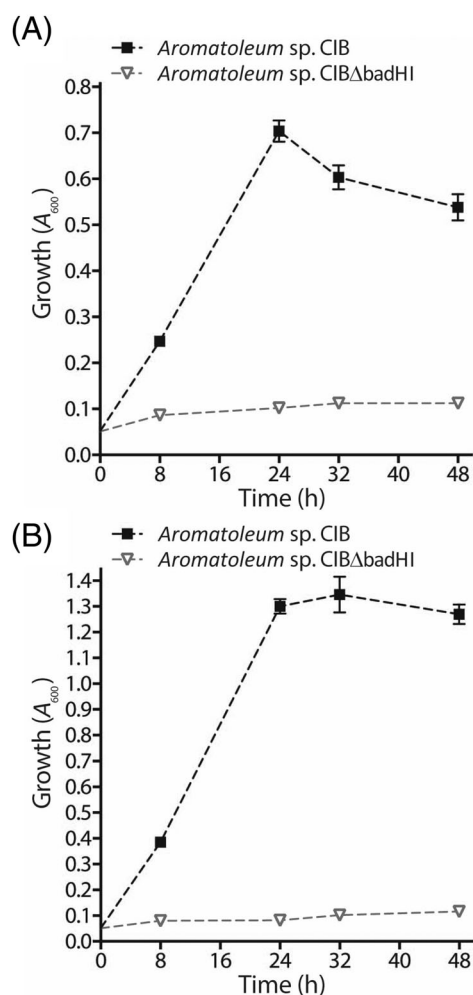 (A)
Aromatoleum sp. CIB
Aromatoleum sp. CIBΔbadHI
0.8
0.7
0.6
0.5
0.4
0.3
0.2
0.1
0.0
Growth (A600)
0 8 16 24 32 40 48
Time (h)
(B)
Aromatoleum sp. CIB
Aromatoleum sp. CIBΔbadHI
1.4
1.3
1.2
1.1
1.0
0.9
0.8
0.7
0.6
0.5
0.4
0.3
0.2
0.1
0.0
Growth (A600)
0 8 16 24 32 40 48
Time (h)